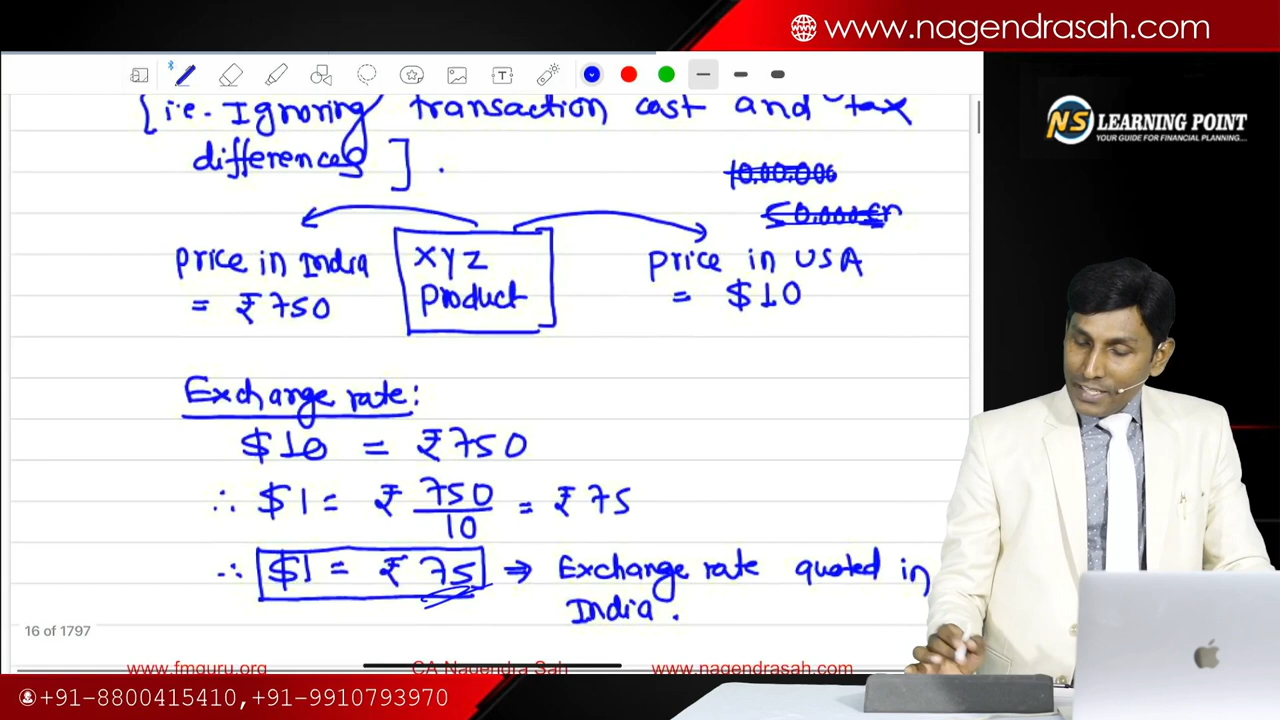 www.nagendrasah.com
[i.e. Ignoring transaction cost and tax
differences].
NS LEARNING POINT
YOUR GUIDE FOR FINANCIAL PLANNING....
price in India
= ₹750
XYZ
Product
price in USA
= $10
Exchange rate:
$10 = ₹750
∴ $1 = ₹ 750/10 = ₹75
∴ $1 = ₹75 ⇒ Exchange rate quoted in
India.
16 of 1797
www.fmguru.org CA Nagendra Sah www.nagendrasah.com
+91-8800415410,+91-9910793970